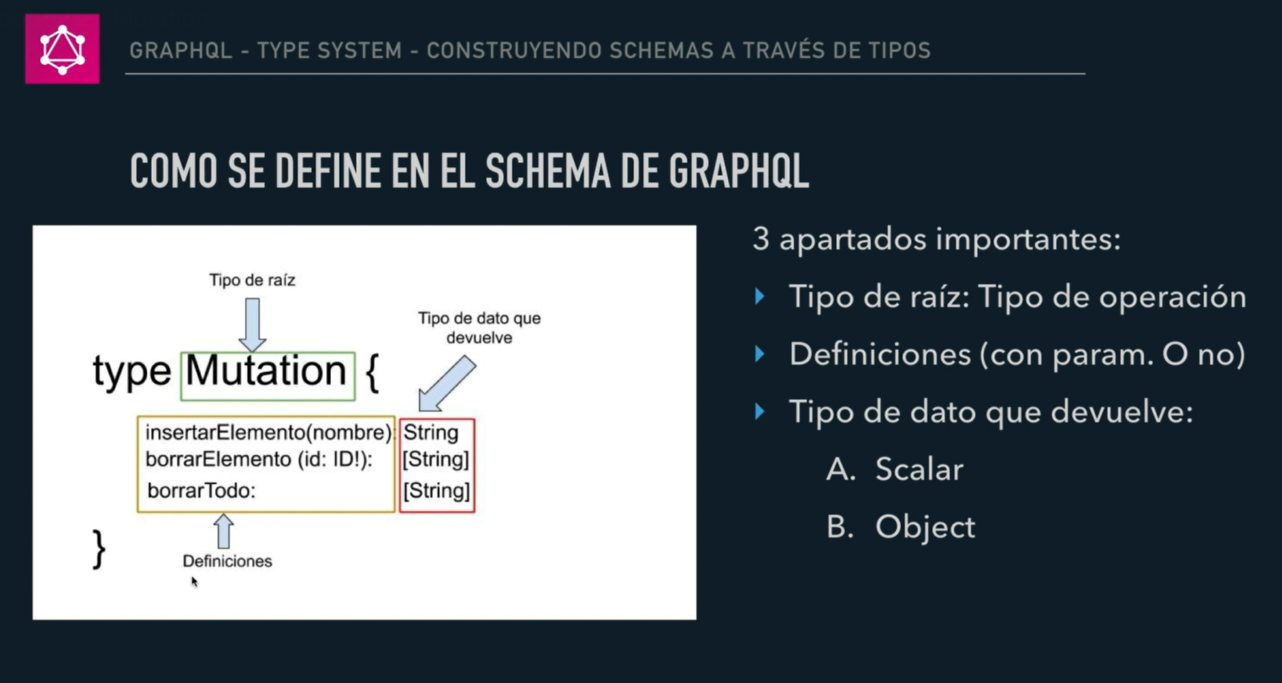 GRAPHQL - TYPE SYSTEM - CONSTRUYENDO SCHEMAS A TRAVÉS DE TIPOS
COMO SE DEFINE EN EL SCHEMA DE GRAPHQL
Tipo de raíz
Tipo de dato que
devuelve
type Mutation {
insertarElemento(nombre): String
borrarElemento (id: ID!): [String]
borrarTodo: [String]
}
Definiciones
3 apartados importantes:
Tipo de raíz: Tipo de operación
Definiciones (con param. O no)
Tipo de dato que devuelve:
A. Scalar
B. Object